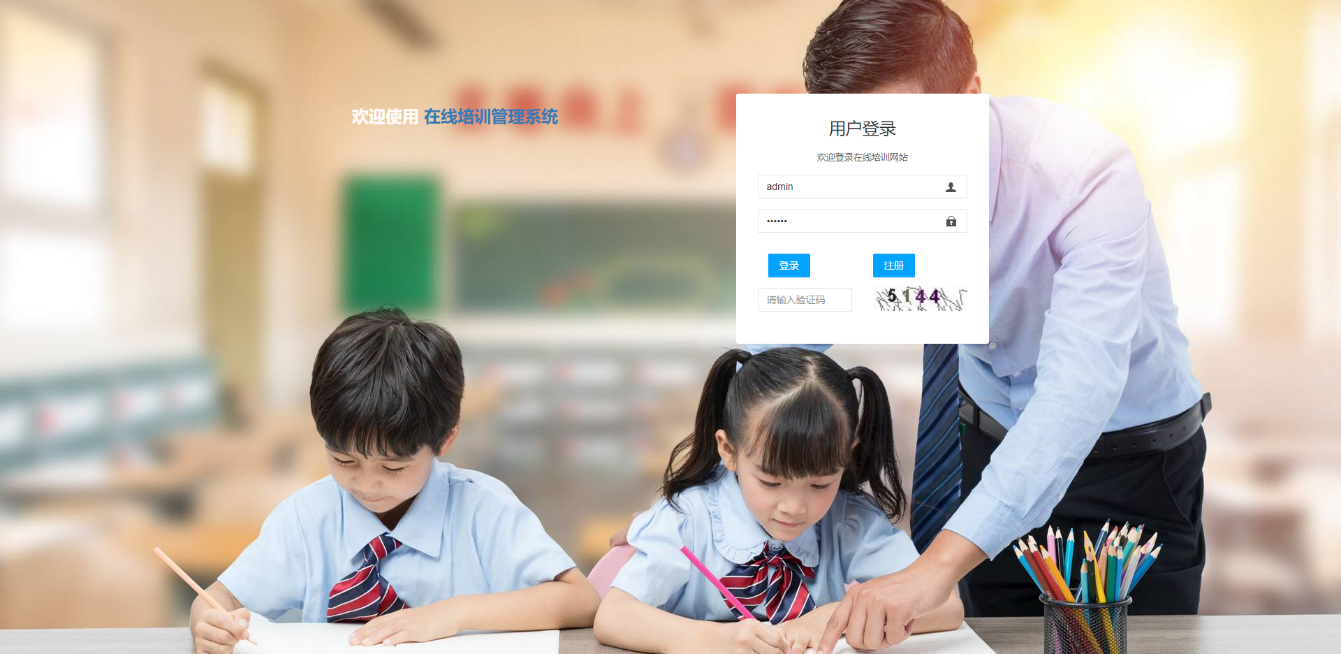 欢迎使用 在线培训管理系统
用户登录
欢迎登录在线培训网站
admin
••••••
登录 注册
请输入验证码 5144